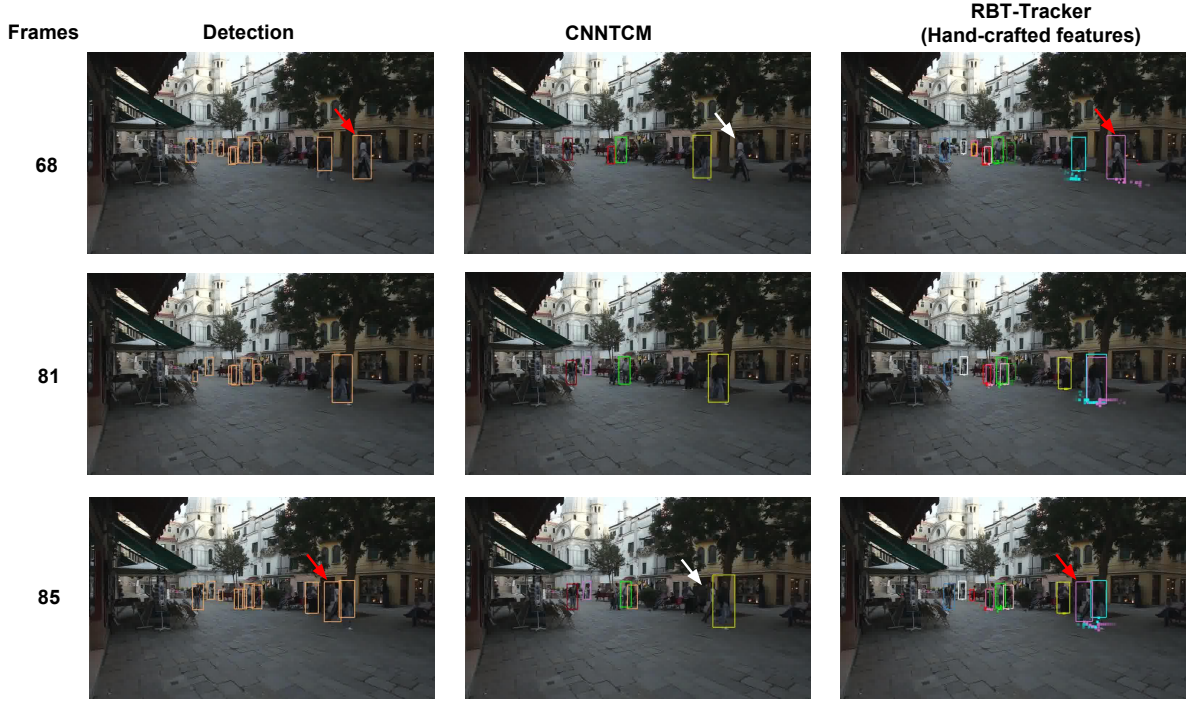 Frames
Detection
CNNTCM
RBT-Tracker
(Hand-crafted features)
68
81
85